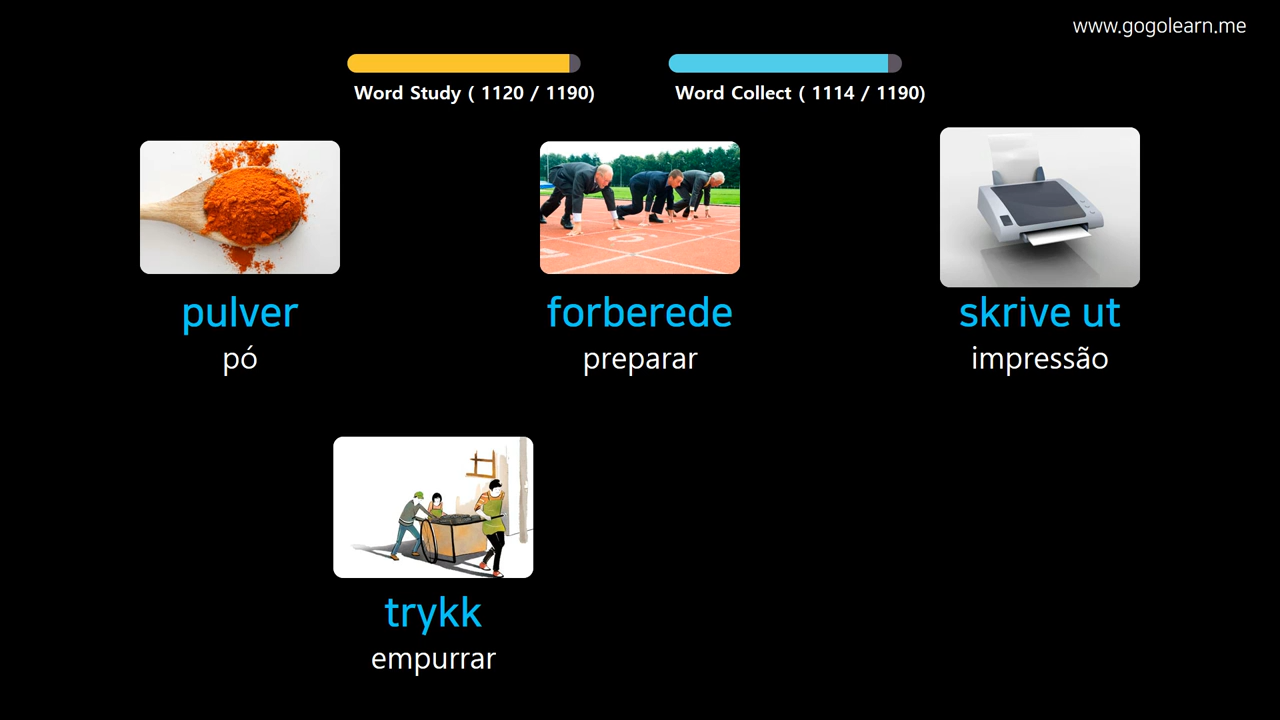 www.gogolearn.me
Word Study ( 1120 / 1190)
Word Collect ( 1114 / 1190)
pulver
pó
forberede
preparar
skrive ut
impressão
trykk
empurrar